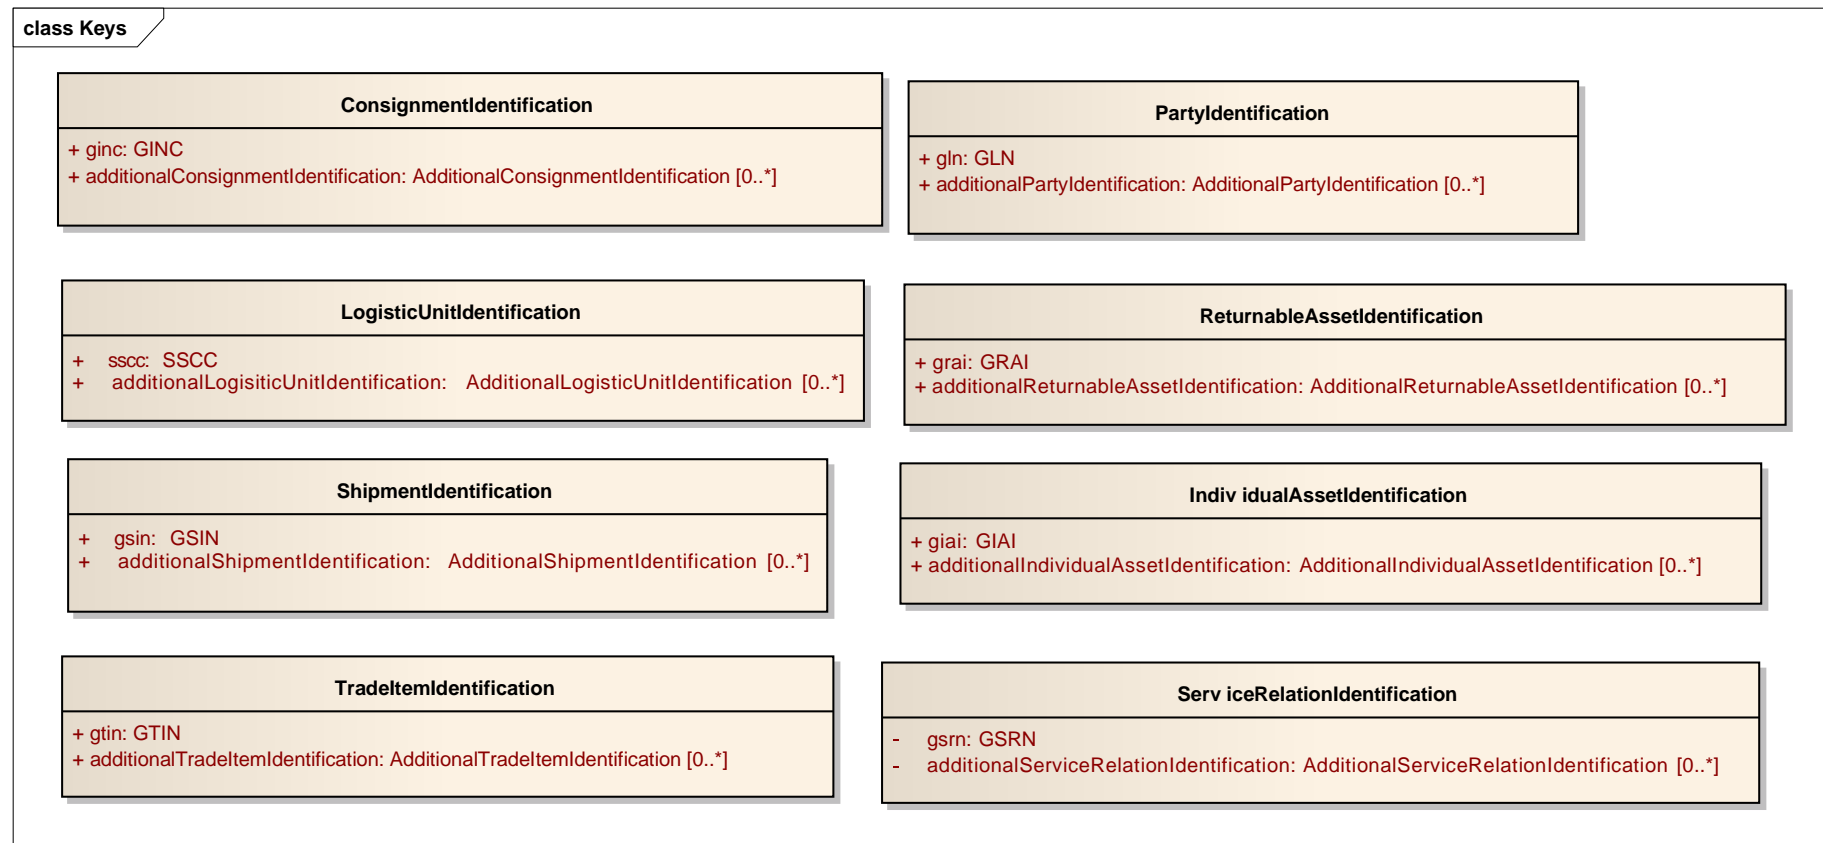 class Keys
ConsignmentIdentification
+ ginc: GINC
+ additionalConsignmentIdentification: AdditionalConsignmentIdentification [0..*]
PartyIdentification
+ gln: GLN
+ additionalPartyIdentification: AdditionalPartyIdentification [0..*]
LogisticUnitIdentification
+ sscc: SSCC
+ additionalLogisiticUnitIdentification: AdditionalLogisticUnitIdentification [0..*]
ReturnableAssetIdentification
+ grai: GRAI
+ additionalReturnableAssetIdentification: AdditionalReturnableAssetIdentification [0..*]
ShipmentIdentification
+ gsin: GSIN
+ additionalShipmentIdentification: AdditionalShipmentIdentification [0..*]
Indiv idualAssetIdentification
+ giai: GIAI
+ additionalIndividualAssetIdentification: AdditionalIndividualAssetIdentification [0..*]
TradeItemIdentification
+ gtin: GTIN
+ additionalTradeItemIdentification: AdditionalTradeItemIdentification [0..*]
Serv iceRelationIdentification
- gsrn: GSRN
- additionalServiceRelationIdentification: AdditionalServiceRelationIdentification [0..*]